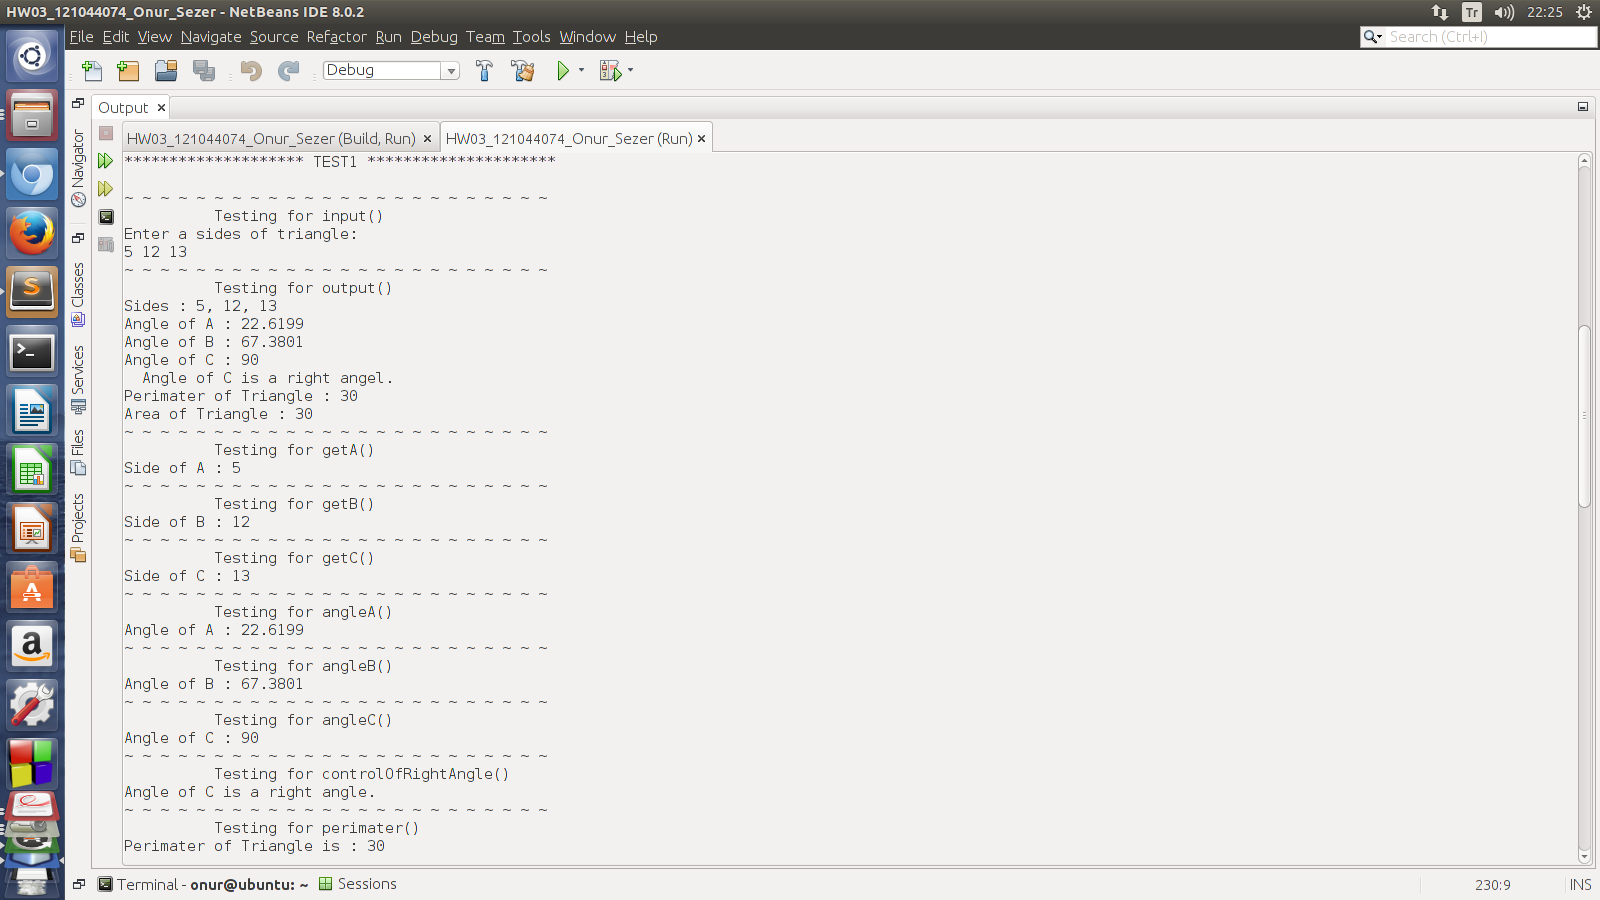 HW03_121044074_Onur_Sezer - NetBeans IDE 8.0.2
Tr
22:25
File Edit View Navigate Source Refactor Run Debug Team Tools Window Help
Search (Ctrl+I)
Debug
Output
HW03_121044074_Onur_Sezer (Build, Run)
HW03_121044074_Onur_Sezer (Run)
Navigator
Classes
Services
Files
Projects
******************** TEST1 *********************
~ ~ ~ ~ ~ ~ ~ ~ ~ ~ ~ ~ ~ ~ ~ ~ ~ ~ ~ ~ ~ ~ ~ ~
Testing for input()
Enter a sides of triangle:
5 12 13
~ ~ ~ ~ ~ ~ ~ ~ ~ ~ ~ ~ ~ ~ ~ ~ ~ ~ ~ ~ ~ ~ ~ ~
Testing for output()
Sides : 5, 12, 13
Angle of A : 22.6199
Angle of B : 67.3801
Angle of C : 90
Angle of C is a right angel.
Perimater of Triangle : 30
Area of Triangle : 30
~ ~ ~ ~ ~ ~ ~ ~ ~ ~ ~ ~ ~ ~ ~ ~ ~ ~ ~ ~ ~ ~ ~ ~
Testing for getA()
Side of A : 5
~ ~ ~ ~ ~ ~ ~ ~ ~ ~ ~ ~ ~ ~ ~ ~ ~ ~ ~ ~ ~ ~ ~ ~
Testing for getB()
Side of B : 12
~ ~ ~ ~ ~ ~ ~ ~ ~ ~ ~ ~ ~ ~ ~ ~ ~ ~ ~ ~ ~ ~ ~ ~
Testing for getC()
Side of C : 13
~ ~ ~ ~ ~ ~ ~ ~ ~ ~ ~ ~ ~ ~ ~ ~ ~ ~ ~ ~ ~ ~ ~ ~
Testing for angleA()
Angle of A : 22.6199
~ ~ ~ ~ ~ ~ ~ ~ ~ ~ ~ ~ ~ ~ ~ ~ ~ ~ ~ ~ ~ ~ ~ ~
Testing for angleB()
Angle of B : 67.3801
~ ~ ~ ~ ~ ~ ~ ~ ~ ~ ~ ~ ~ ~ ~ ~ ~ ~ ~ ~ ~ ~ ~ ~
Testing for angleC()
Angle of C : 90
~ ~ ~ ~ ~ ~ ~ ~ ~ ~ ~ ~ ~ ~ ~ ~ ~ ~ ~ ~ ~ ~ ~ ~
Testing for controlOfRightAngle()
Angle of C is a right angle.
~ ~ ~ ~ ~ ~ ~ ~ ~ ~ ~ ~ ~ ~ ~ ~ ~ ~ ~ ~ ~ ~ ~ ~
Testing for perimater()
Perimater of Triangle is : 30
Terminal - onur@ubuntu: ~ Sessions
230:9
INS